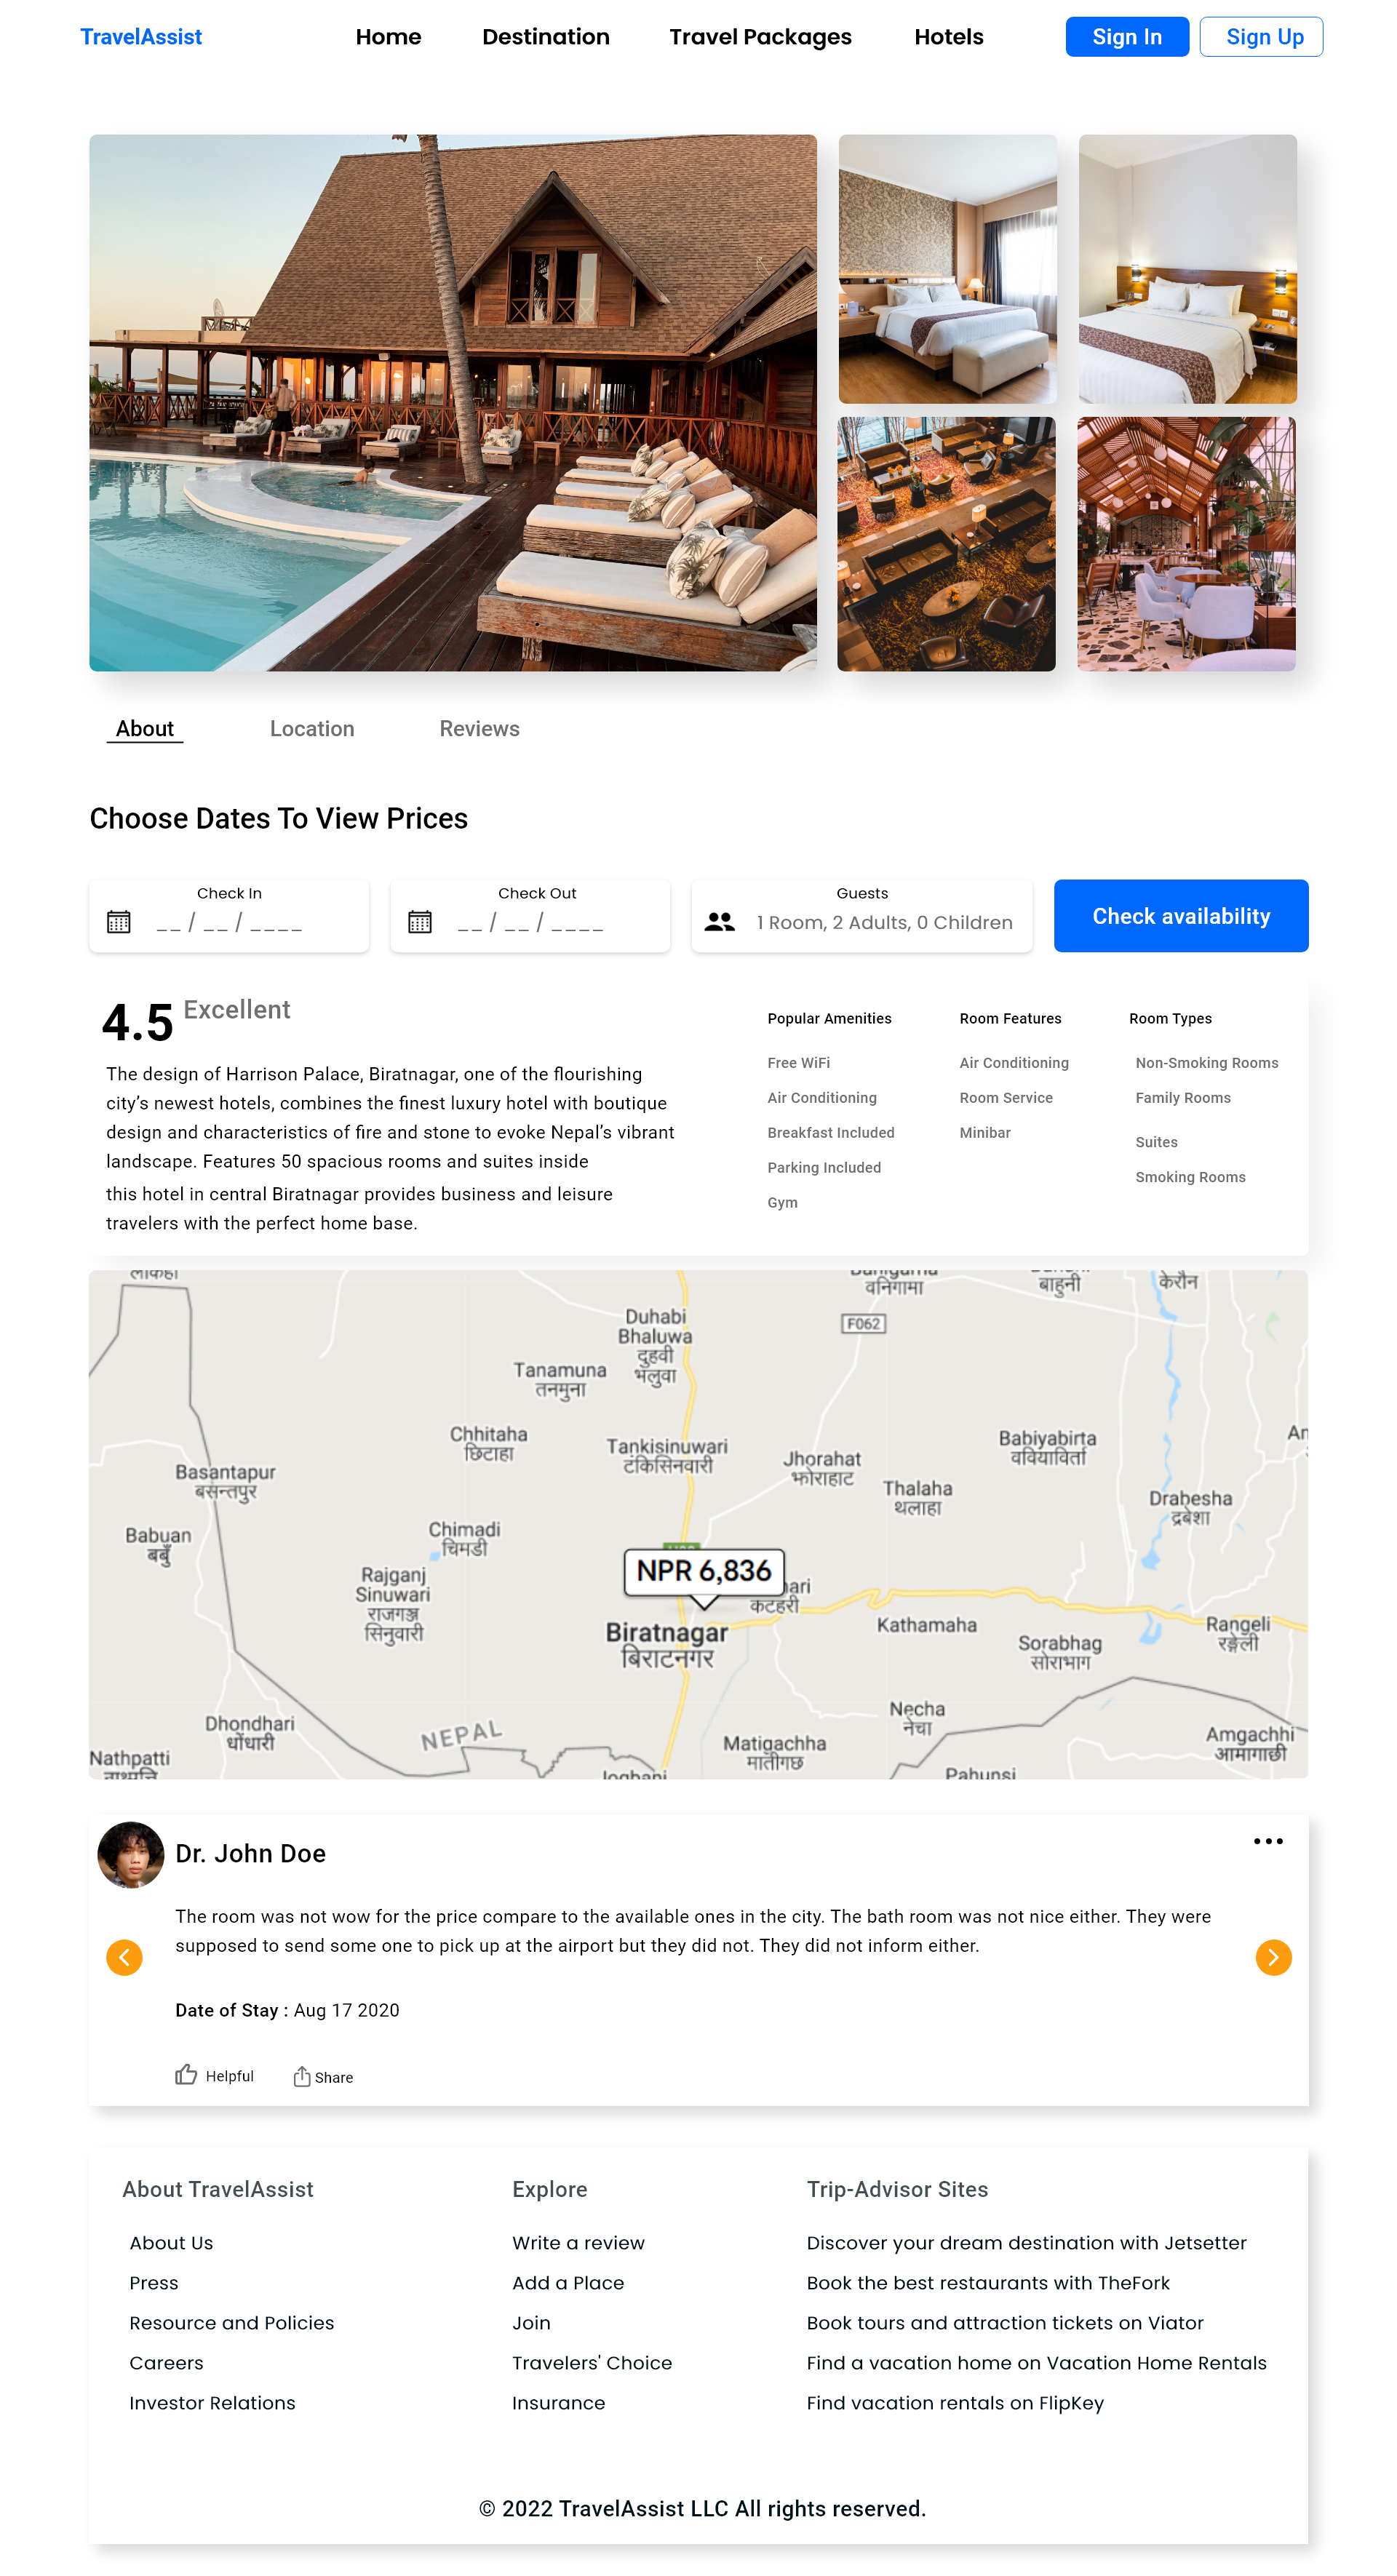 TravelAssist
Home
Destination
Travel Packages
Hotels
Sign In
Sign Up
About
Location
Reviews
Choose Dates To View Prices
Check In
__ / __ / ____
Check Out
__ / __ / ____
Guests
1 Room, 2 Adults, 0 Children
Check availability
4.5 Excellent
The design of Harrison Palace, Biratnagar, one of the flourishing
city’s newest hotels, combines the finest luxury hotel with boutique
design and characteristics of fire and stone to evoke Nepal’s vibrant
landscape. Features 50 spacious rooms and suites inside
this hotel in central Biratnagar provides business and leisure
travelers with the perfect home base.
Popular Amenities
Free WiFi
Air Conditioning
Breakfast Included
Parking Included
Gym
Room Features
Air Conditioning
Room Service
Minibar
Room Types
Non-Smoking Rooms
Family Rooms
Suites
Smoking Rooms
वनिगामा
बाहुनी
केरौन
F062
Duhabi
Bhaluwa
दुहवी
भलुवा
Tanamuna
तनमुना
Chhitaha
छिटाहा
Tankisinuwari
टंकिसिनवारी
Jhorahat
झोराहाट
Babiyabirta
ववियाविर्ता
Basantapur
बसन्तपुर
Thalaha
थलाहा
Drabesha
द्रबेशा
Babuan
बबुँ
Chimadi
चिमडी
Rajganj
Sinuwari
राजगञ्ज
सिनुवारी
NPR 6,836
कटहरी
Biratnagar
बिराटनगर
Kathamaha
Sorabhag
सोराभाग
Rangeli
रङ्गेली
Dhondhari
धोंधारी
NEPAL
Necha
नेचा
Matigachha
मातीगछ
Amgachhi
आमागाछी
Nathpatti
Jogbani
Pahunsi
Dr. John Doe
The room was not wow for the price compare to the available ones in the city. The bath room was not nice either. They were
supposed to send some one to pick up at the airport but they did not. They did not inform either.
Date of Stay : Aug 17 2020
Helpful
Share
About TravelAssist
About Us
Press
Resource and Policies
Careers
Investor Relations
Explore
Write a review
Add a Place
Join
Travelers' Choice
Insurance
Trip-Advisor Sites
Discover your dream destination with Jetsetter
Book the best restaurants with TheFork
Book tours and attraction tickets on Viator
Find a vacation home on Vacation Home Rentals
Find vacation rentals on FlipKey
© 2022 TravelAssist LLC All rights reserved.